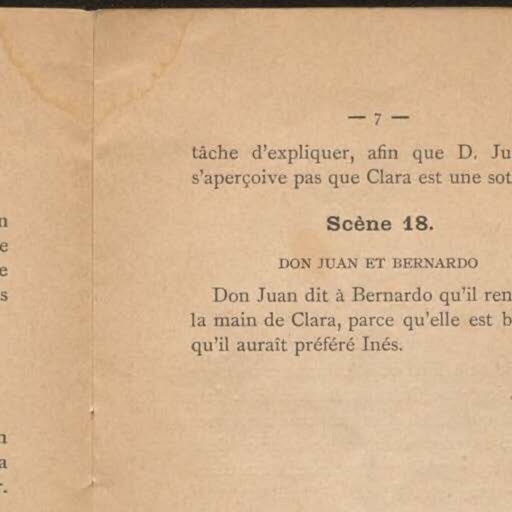 n
e
e
s
n
a
r.
— 7 —
tâche d'expliquer, afin que D. Ju
s'aperçoive pas que Clara est une sot
Scène 18.
DON JUAN ET BERNARDO
Don Juan dit à Bernardo qu'il ren
la main de Clara, parce qu'elle est b
qu'il auraît préféré Inés.